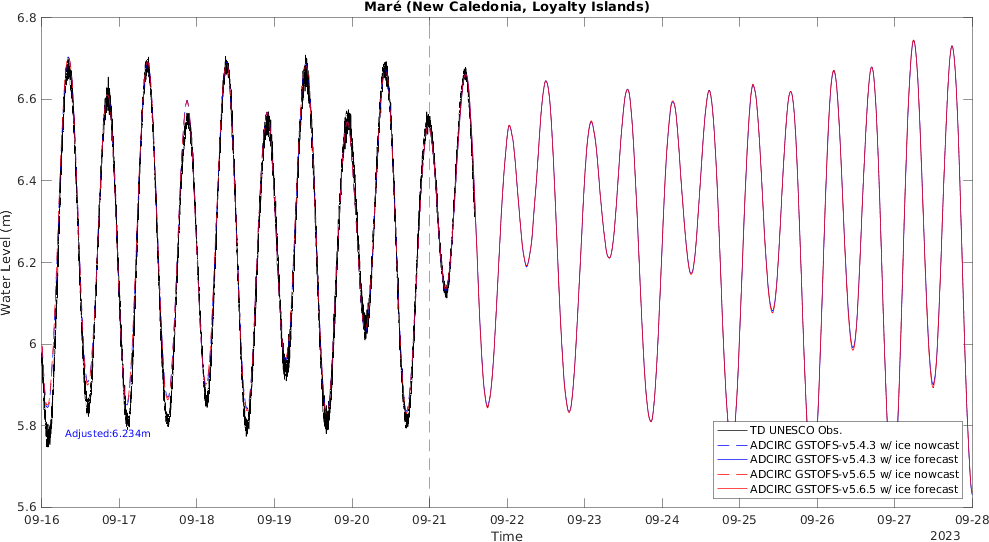 Maré (New Caledonia, Loyalty Islands)
6.8
6.6
6.4
6.2
6
5.8
5.6
Water Level (m)
Adjusted:6.234m
TD UNESCO Obs.
ADCIRC GSTOFS-v5.4.3 w/ ice nowcast
ADCIRC GSTOFS-v5.4.3 w/ ice forecast
ADCIRC GSTOFS-v5.6.5 w/ ice nowcast
ADCIRC GSTOFS-v5.6.5 w/ ice forecast
09-16 09-17 09-18 09-19 09-20 09-21 09-22 09-23 09-24 09-25 09-26 09-27 09-28
Time
2023